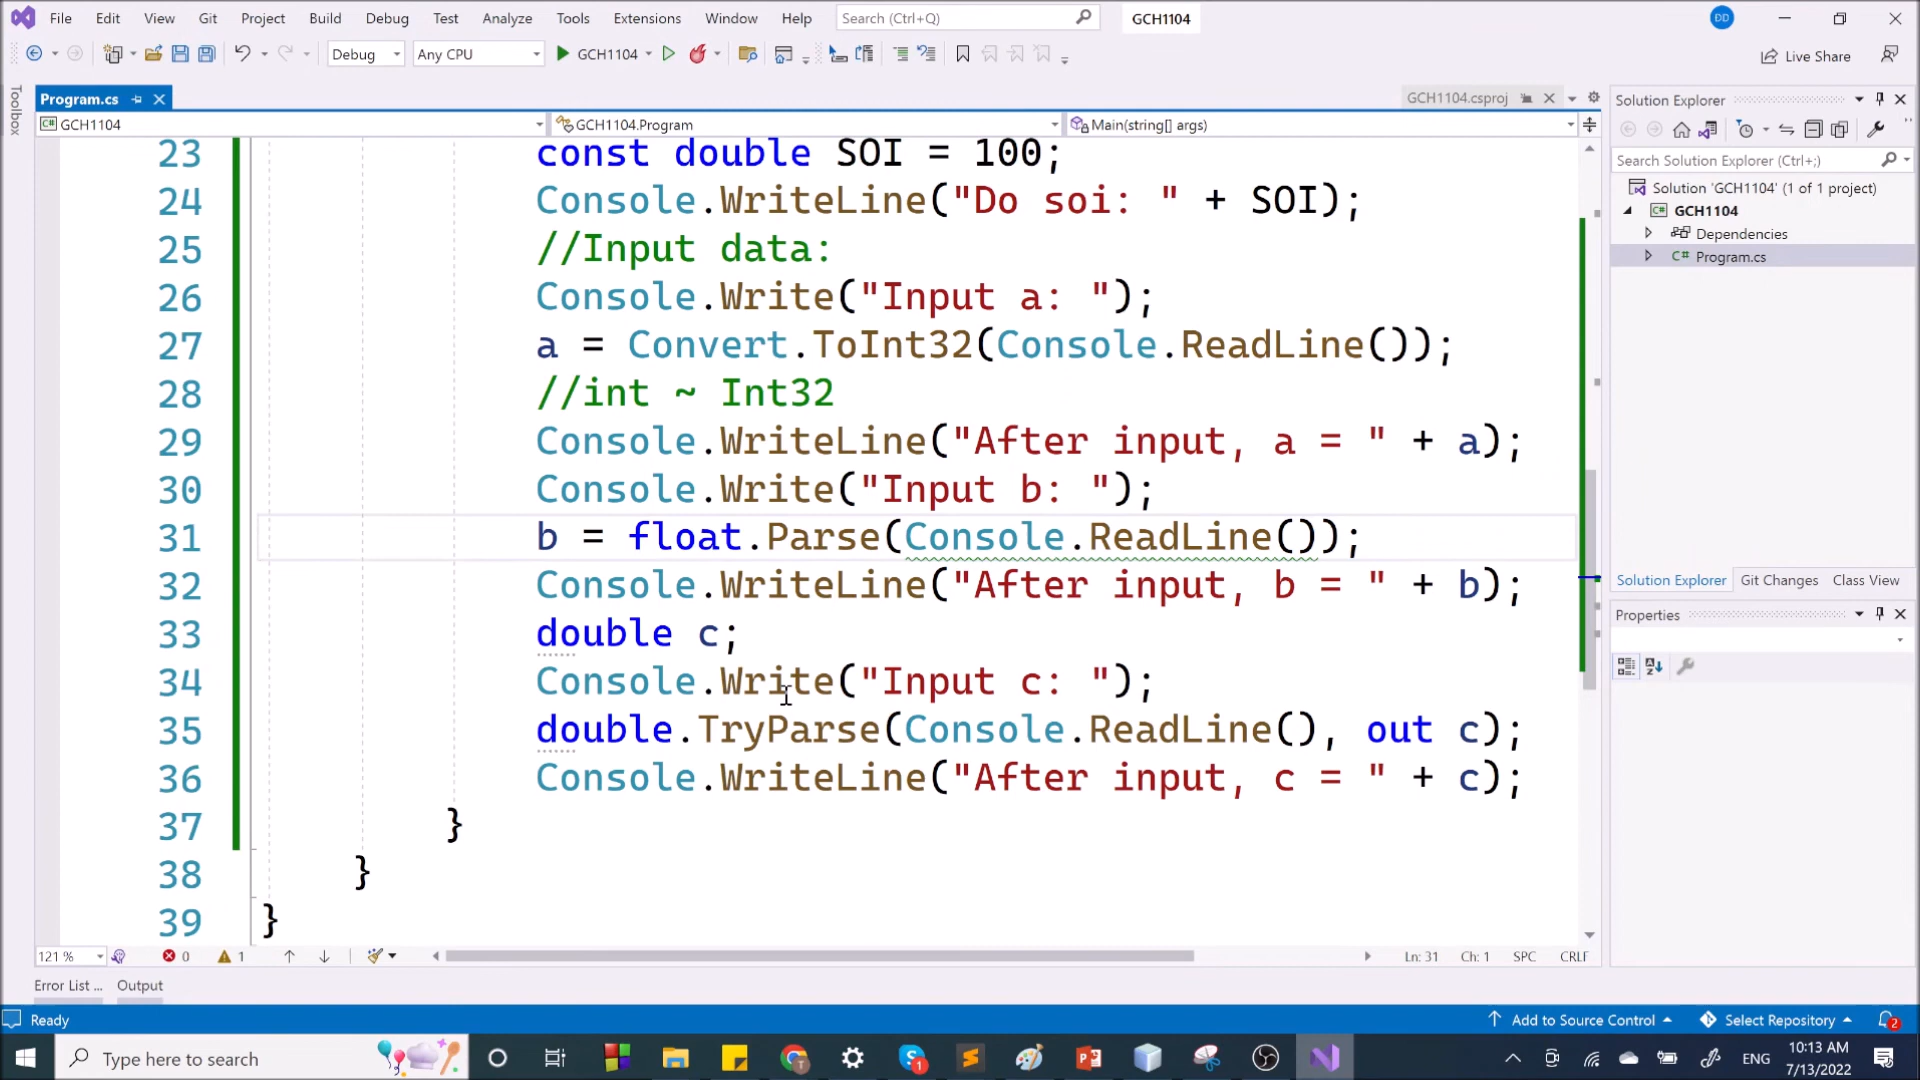 File Edit View Git Project Build Debug Test Analyze Tools Extensions Window Help Search (Ctrl+Q) GCH1104 DD
Debug Any CPU GCH1104 Live Share
Toolbox
Program.cs GCH1104.csproj
GCH1104 GCH1104.Program Main(string[] args)
23 const double SOI = 100;
24 Console.WriteLine("Do soi: " + SOI);
25 //Input data:
26 Console.Write("Input a: ");
27 a = Convert.ToInt32(Console.ReadLine());
28 //int ~ Int32
29 Console.WriteLine("After input, a = " + a);
30 Console.Write("Input b: ");
31 b = float.Parse(Console.ReadLine());
32 Console.WriteLine("After input, b = " + b);
33 double c;
34 Console.Write("Input c: ");
35 double.TryParse(Console.ReadLine(), out c);
36 Console.WriteLine("After input, c = " + c);
37 }
38 }
39 }
121 % 0 1 Ln: 31 Ch: 1 SPC CRLF
Error List ... Output
Solution Explorer
Search Solution Explorer (Ctrl+;)
Solution 'GCH1104' (1 of 1 project)
GCH1104
Dependencies
C# Program.cs
Solution Explorer Git Changes Class View
Properties
Ready Add to Source Control Select Repository 2
Type here to search 1 ENG 10:13 AM
7/13/2022